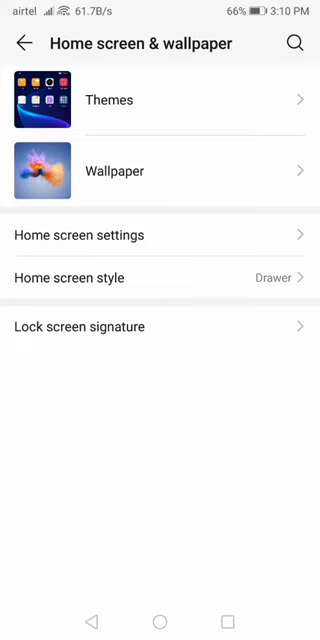 airtel 61.7B/s 66% 3:10 PM
Home screen & wallpaper
Themes
Wallpaper
Home screen settings
Home screen style Drawer
Lock screen signature